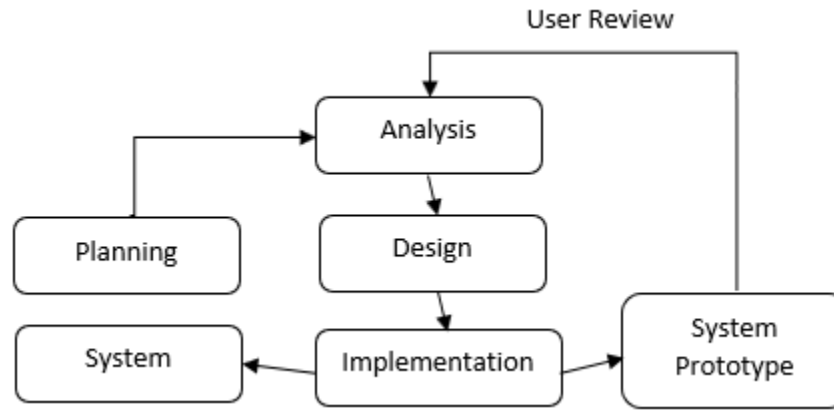 User Review
Analysis
Planning
Design
System
Implementation
System
Prototype